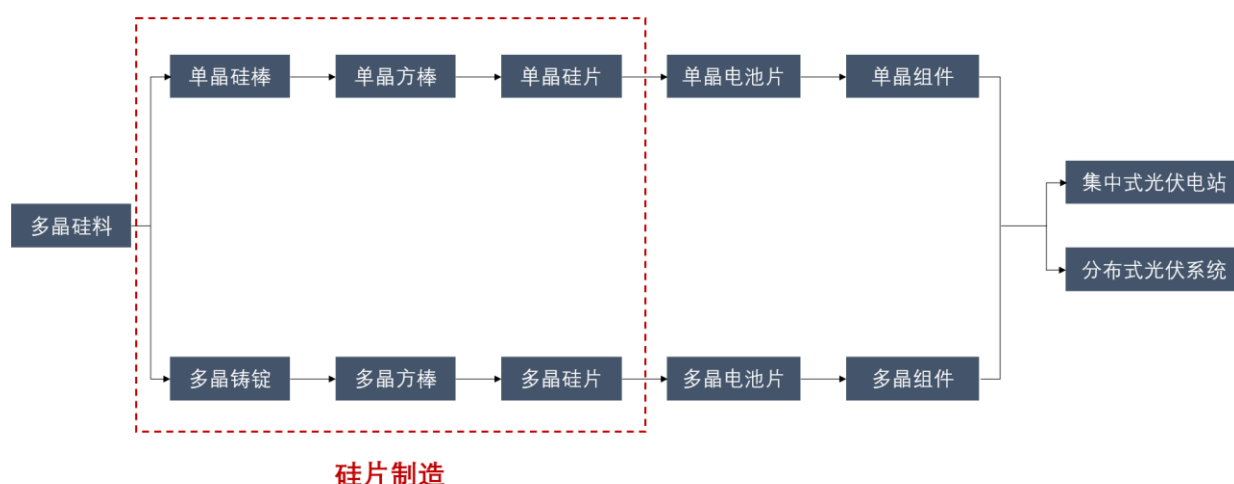 单晶硅棒
单晶方棒
单晶硅片
单晶电池片
单晶组件
集中式光伏电站
多晶硅料
分布式光伏系统
多晶铸锭
多晶方棒
多晶硅片
多晶电池片
多晶组件
硅片制造